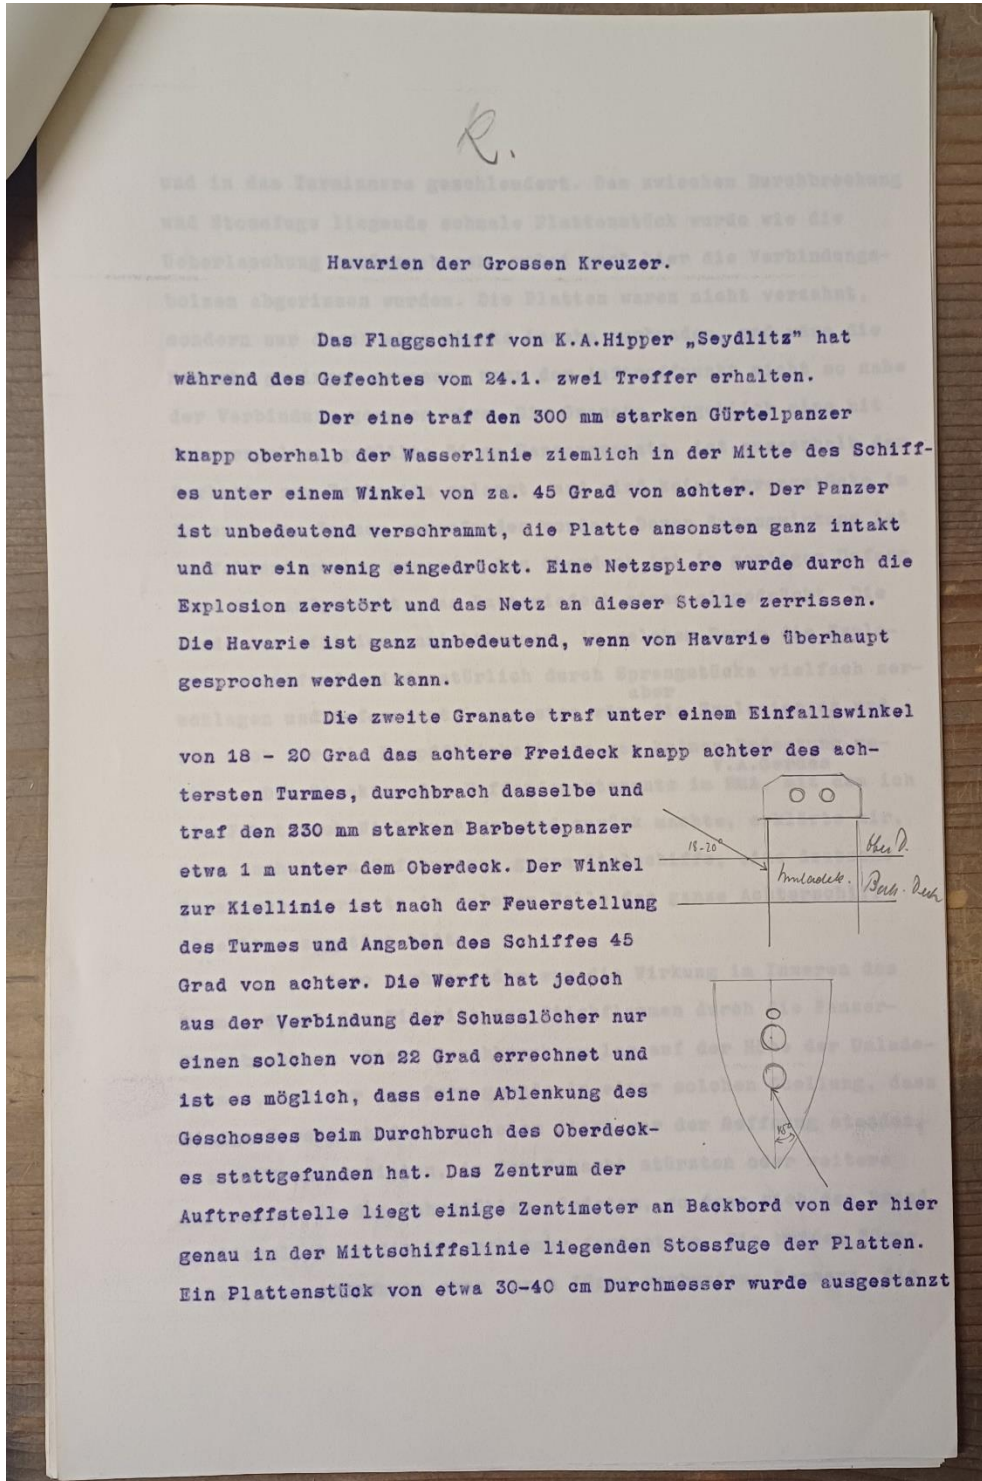 R.
Havarien der Grossen Kreuzer.
Das Flaggschiff von K.A.Hipper „Seydlitz” hat
während des Gefechtes vom 24.1. zwei Treffer erhalten.
Der eine traf den 300 mm starken Gürtelpanzer
knapp oberhalb der Wasserlinie ziemlich in der Mitte des Schiff-
es unter einem Winkel von za. 45 Grad von achter. Der Panzer
ist unbedeutend verschrammt, die Platte ansonsten ganz intakt
und nur ein wenig eingedrückt. Eine Netzspiere wurde durch die
Explosion zerstört und das Netz an dieser Stelle zerrissen.
Die Havarie ist ganz unbedeutend, wenn von Havarie überhaupt
gesprochen werden kann.
Die zweite Granate traf unter einem Einfallswinkel
von 18 - 20 Grad das achtere Freideck knapp achter des ach-
tersten Turmes, durchbrach dasselbe und
traf den 230 mm starken Barbettepanzer
etwa 1 m unter dem Oberdeck. Der Winkel
zur Kiellinie ist nach der Feuerstellung
des Turmes und Angaben des Schiffes 45
Grad von achter. Die Werft hat jedoch
aus der Verbindung der Schusslöcher nur
einen solchen von 22 Grad errechnet und
ist es möglich, dass eine Ablenkung des
Geschosses beim Durchbruch des Oberdeck-
es stattgefunden hat. Das Zentrum der
Auftreffstelle liegt einige Zentimeter an Backbord von der hier
genau in der Mittschiffslinie liegenden Stossfuge der Platten.
Ein Plattenstück von etwa 30-40 cm Durchmesser wurde ausgestanzt
18-20°
Ober D.
Umladek.
Batt. Deck
45°